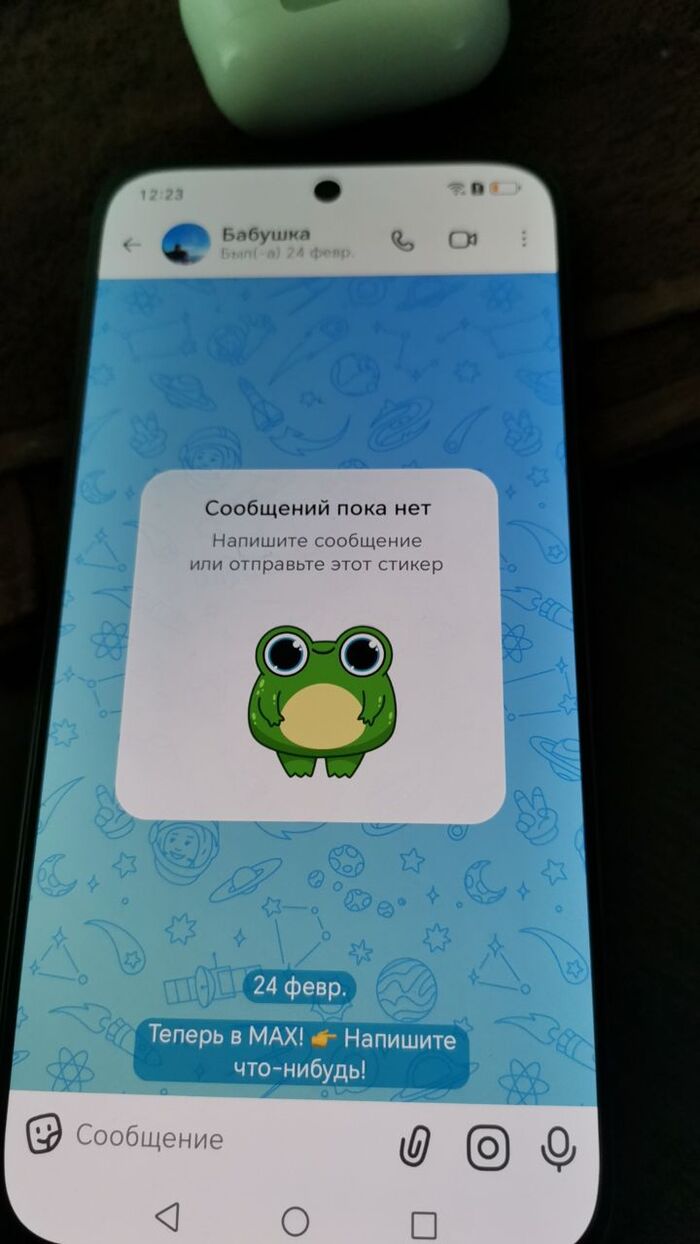 12:23
Бабушка
Был(-а) 24 февр.
Сообщений пока нет
Напишите сообщение
или отправьте этот стикер
24 февр.
Теперь в MAX! 👉 Напишите
что-нибудь!
Сообщение